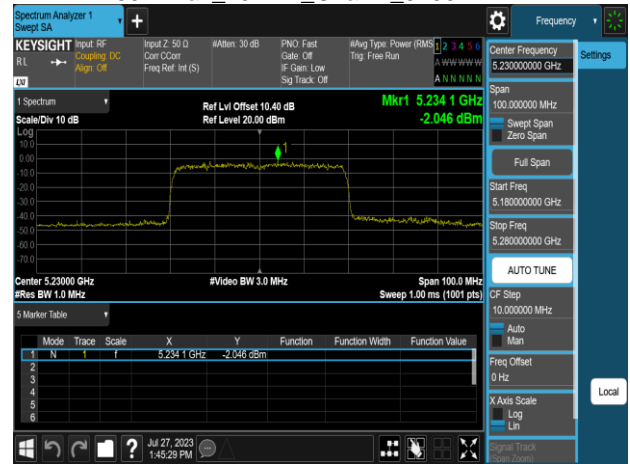 Spectrum Analyzer 1
Swept SA
Frequency
KEYSIGHT
RL
LXI
Input: RF
Coupling: DC
Align: Off
Input Z: 50 Ω
Corr CCorr
Freq Ref: Int (S)
#Atten: 30 dB
PNO: Fast
Gate: Off
IF Gain: Low
Sig Track: Off
#Avg Type: Power (RMS
Trig: Free Run
1 2 3 4 5 6
A W W W W W
A N N N N N
Center Frequency
5.230000000 GHz
Settings
Span
100.000000 MHz
Swept Span
Zero Span
Full Span
Start Freq
5.180000000 GHz
Stop Freq
5.280000000 GHz
AUTO TUNE
CF Step
10.000000 MHz
Auto
Man
Freq Offset
0 Hz
X Axis Scale
Log
Lin
Local
Signal Track
(Span Zoom)
1 Spectrum
Scale/Div 10 dB
Ref Lvl Offset 10.40 dB
Ref Level 20.00 dBm
Mkr1 5.234 1 GHz
-2.046 dBm
Log
10.0
0.00
-10.0
-20.0
-30.0
-40.0
-50.0
-60.0
-70.0
1
Center 5.23000 GHz
#Res BW 1.0 MHz
#Video BW 3.0 MHz
Span 100.0 MHz
Sweep 1.00 ms (1001 pts)
5 Marker Table
Mode Trace Scale X Y Function Function Width Function Value
1 N 1 f 5.234 1 GHz -2.046 dBm
2
3
4
5
6
?
Jul 27, 2023
1:45:29 PM